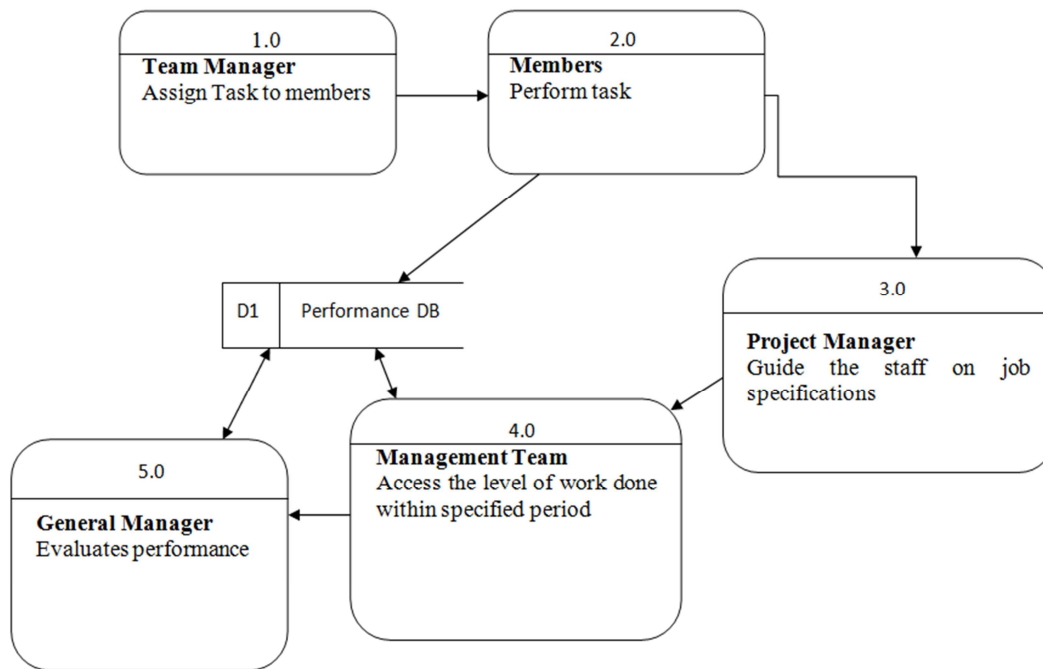 1.0
Team Manager
Assign Task to members
2.0
Members
Perform task
D1
Performance DB
3.0
Project Manager
Guide the staff on job
specifications
4.0
Management Team
Access the level of work done
within specified period
5.0
General Manager
Evaluates performance